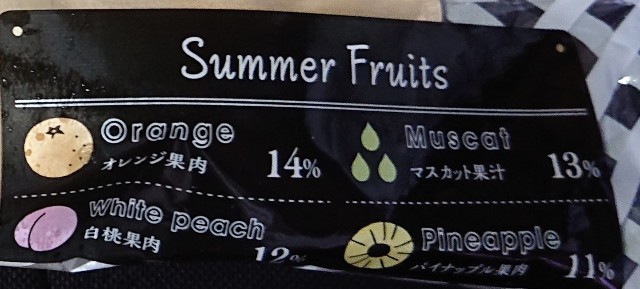 Summer Fruits
Orange
オレンジ果肉
14%
Muscat
マスカット果汁
13%
White peach
白桃果肉
12%
Pineapple
パイナップル果肉
11%